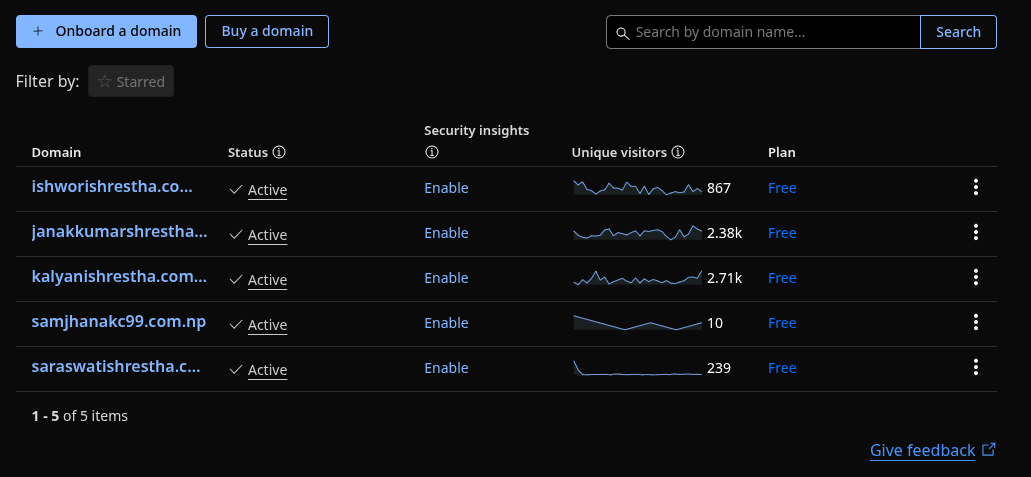 + Onboard a domain Buy a domain Search by domain name... Search
Filter by: ☆ Starred
Security insights
Domain Status Unique visitors Plan
ishworishrestha.co... Active Enable 867 Free
janakkumarshrestha... Active Enable 2.38k Free
kalyanishrestha.com... Active Enable 2.71k Free
samjhanakc99.com.np Active Enable 10 Free
saraswatishrestha.c... Active Enable 239 Free
1 - 5 of 5 items
Give feedback